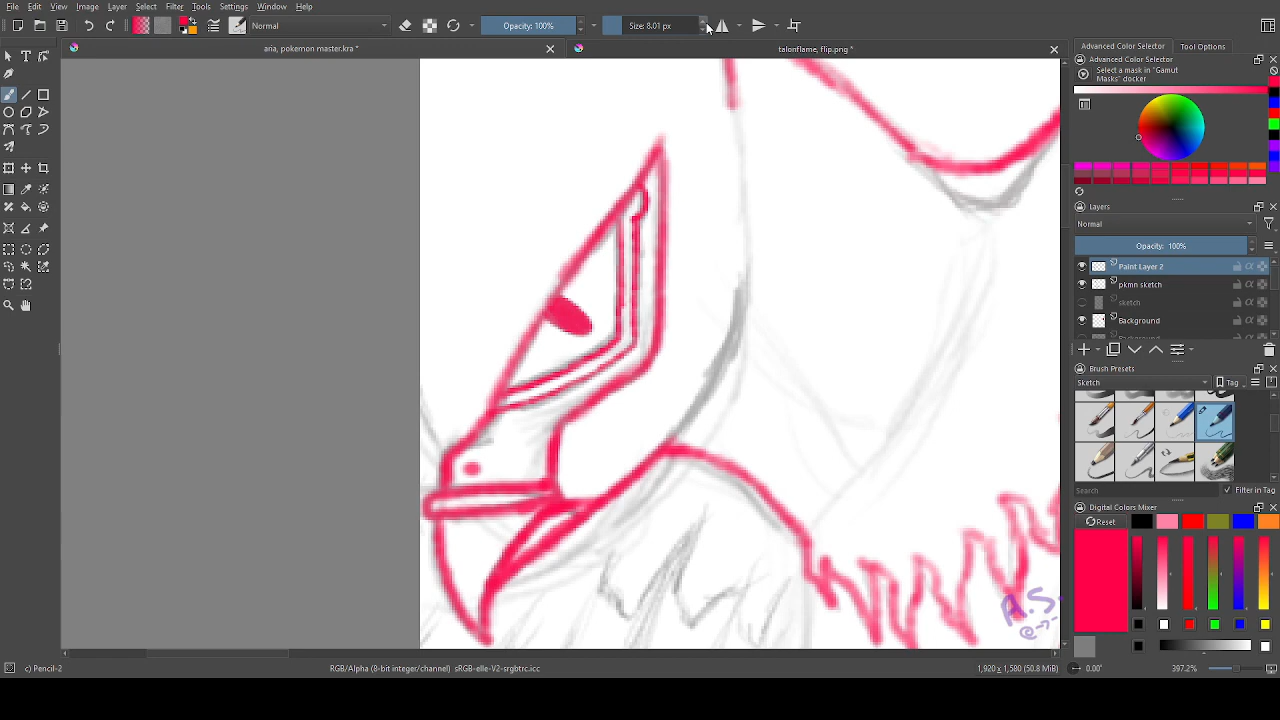 File Edit View Image Layer Select Filter Tools Settings Window Help
Normal Opacity: 100% Size: 8.01 px
aria, pokemon master.kra * talonflame, flip.png *
Advanced Color Selector Tool Options
Advanced Color Selector
Select a mask in "Gamut
Masks" docker
Layers
Normal
Opacity: 100%
Paint Layer 2
pkmn sketch
sketch
Background
Background
Brush Presets
Sketch Tag
Search Filter in Tag
Digital Colors Mixer
Reset
A.S.
Pencil-2 RGB/Alpha (8-bit integer/channel) sRGB-elle-V2-srgbtrc.icc 1,920 x 1,580 (50.8 MiB) 0.00° 397.2%